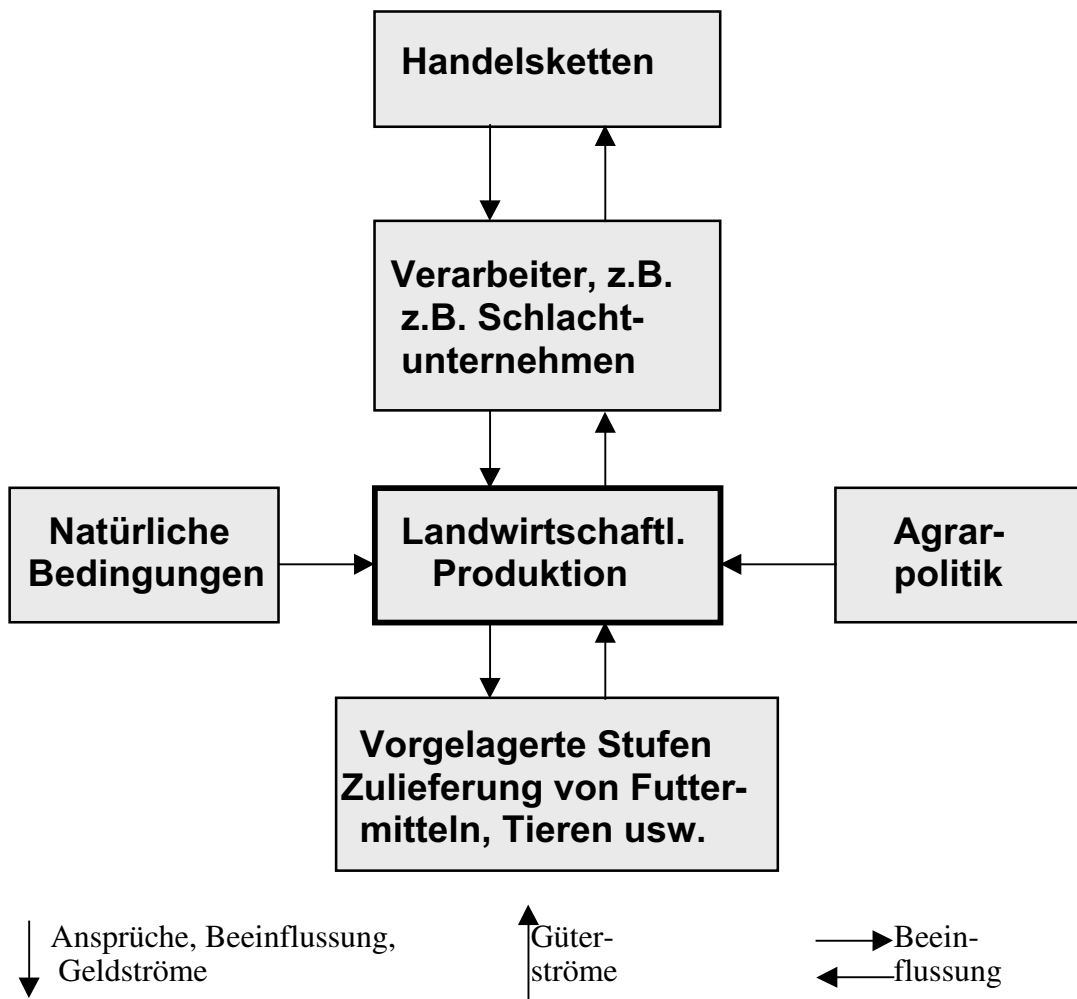 Handelsketten
Verarbeiter, z.B.
z.B. Schlacht-
unternehmen
Natürliche
Bedingungen
Landwirtschaftl.
Produktion
Agrar-
politik
Vorgelagerte Stufen
Zulieferung von Futter-
mitteln, Tieren usw.
Ansprüche, Beeinflussung,
Geldströme
Güter-
ströme
Beein-
flussung